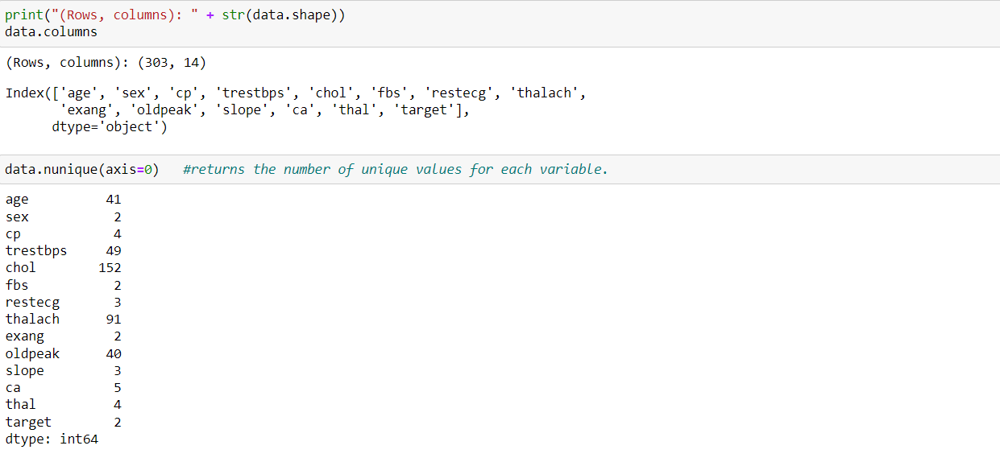 print("(Rows, columns): " + str(data.shape))
data.columns
(Rows, columns): (303, 14)
Index(['age', 'sex', 'cp', 'trestbps', 'chol', 'fbs', 'restecg', 'thalach',
       'exang', 'oldpeak', 'slope', 'ca', 'thal', 'target'],
      dtype='object')
data.nunique(axis=0)   #returns the number of unique values for each variable.
age          41
sex           2
cp            4
trestbps     49
chol        152
fbs           2
restecg       3
thalach      91
exang         2
oldpeak      40
slope         3
ca            5
thal          4
target        2
dtype: int64